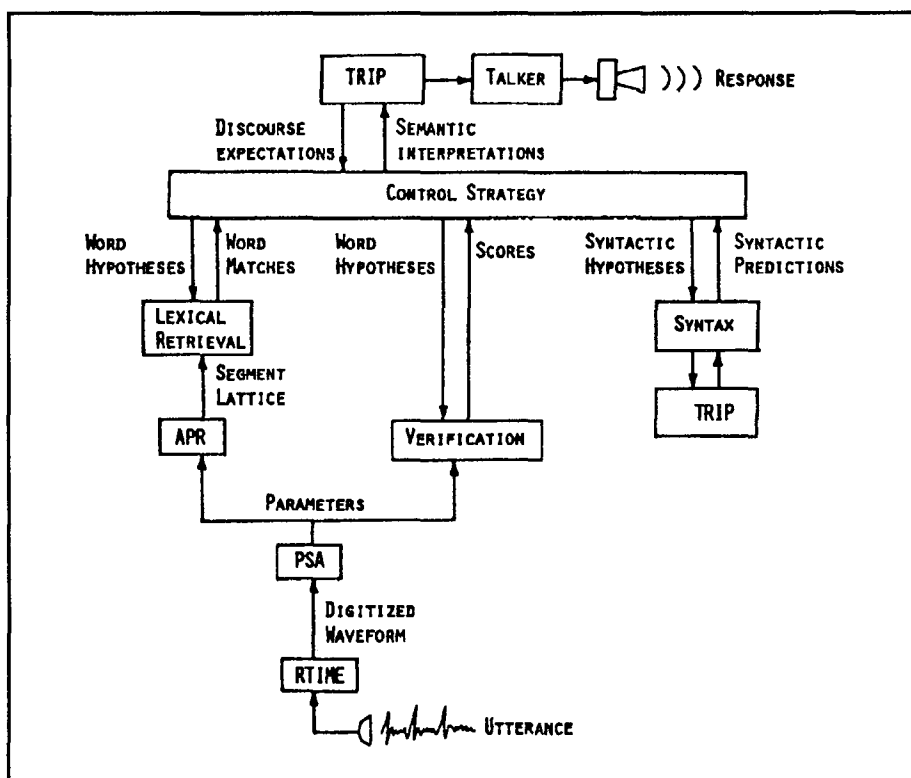 TRIP
TALKER
RESPONSE
DISCOURSE
EXPECTATIONS
SEMANTIC
INTERPRETATIONS
CONTROL STRATEGY
WORD
HYPOTHESES
WORD
MATCHES
WORD
HYPOTHESES
SCORES
SYNTACTIC
HYPOTHESES
SYNTACTIC
PREDICTIONS
LEXICAL
RETRIEVAL
SYNTAX
SEGMENT
LATTICE
TRIP
APR
VERIFICATION
PARAMETERS
PSA
DIGITIZED
WAVEFORM
RTIME
UTTERANCE